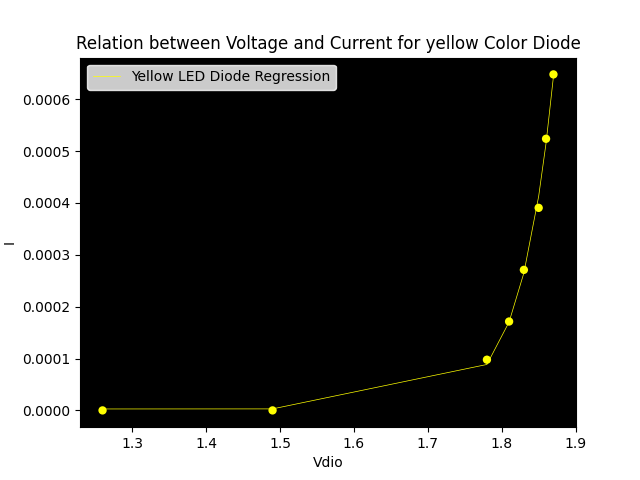 Relation between Voltage and Current for yellow Color Diode
Yellow LED Diode Regression
0.0006
0.0005
0.0004
0.0003
0.0002
0.0001
0.0000
I
1.3 1.4 1.5 1.6 1.7 1.8 1.9
Vdio